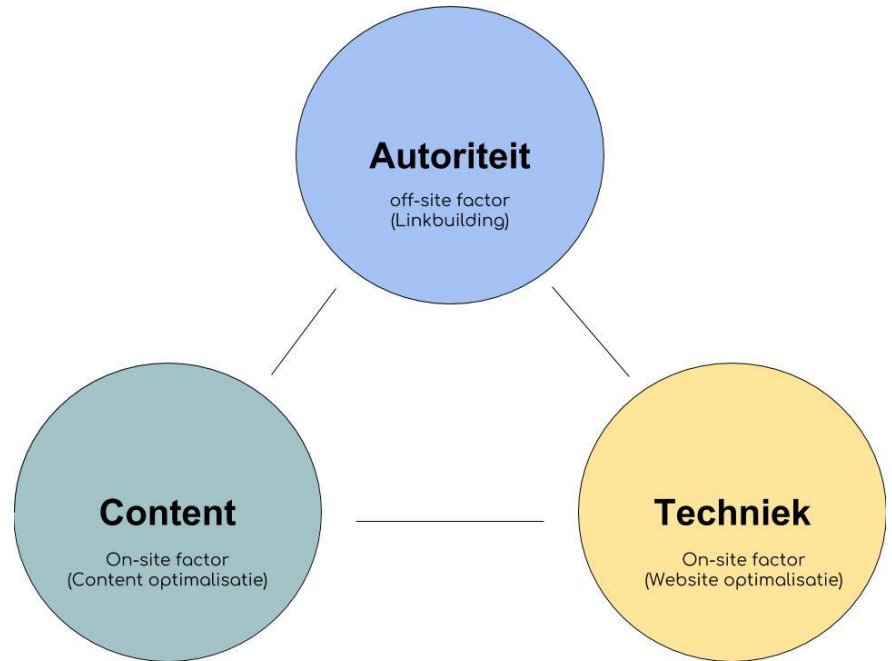 Autoriteit
off-site factor
(Linkbuilding)
Content
On-site factor
(Content optimalisatie)
Techniek
On-site factor
(Website optimalisatie)